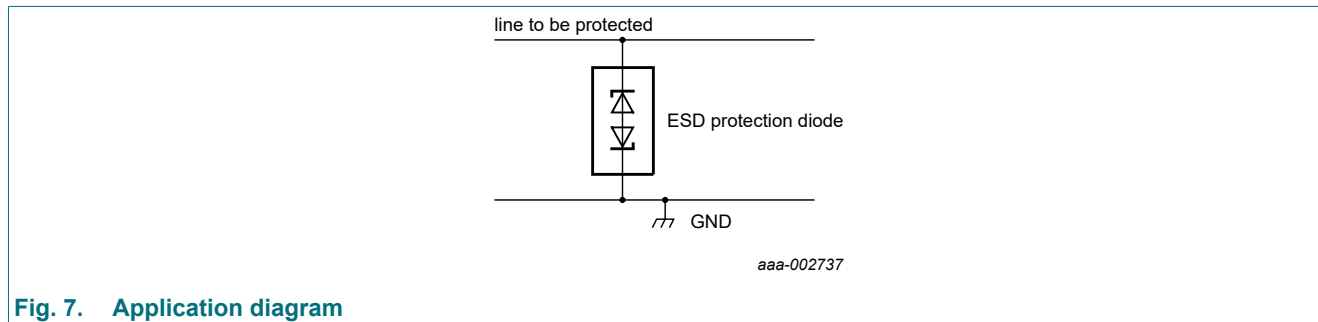 line to be protected
ESD protection diode
GND
aaa-002737
Fig. 7. Application diagram